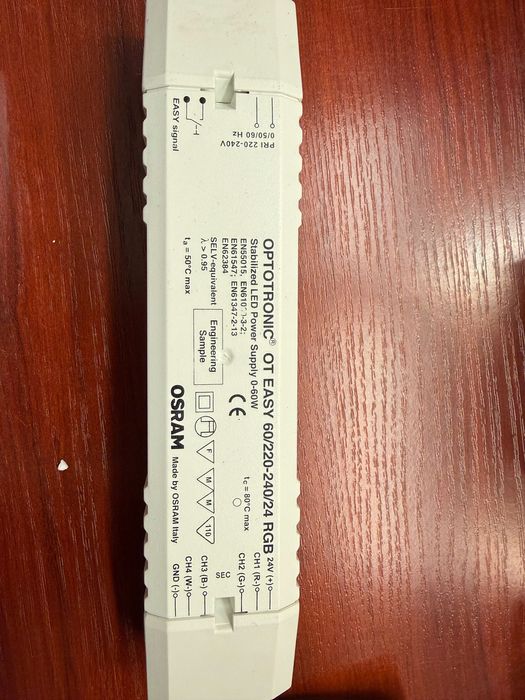 PRI 220-240V
0/50/60 Hz
EASY signal
OPTOTRONIC® OT EASY 60/220-240/24 RGB
Stabilized LED Power Supply 0-60W
EN55015, EN61000-3-2;
EN61547; EN61347-2-13
EN62384
SELV-equivalent
λ > 0.95
ta = 50°C max
Engineering
Sample
CE
tc = 80°C max
F
M
M
110
OSRAM
Made by OSRAM Italy
SEC
24V (+)
CH1 (R-)
CH2 (G-)
CH3 (B-)
CH4 (W-)
GND (-)